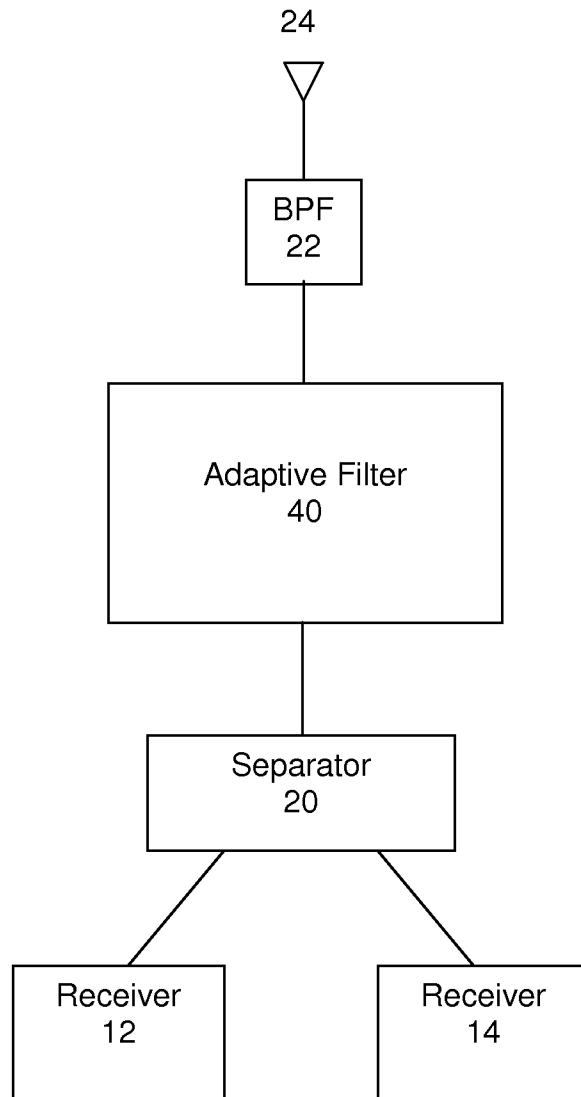 24
BPF
22
Adaptive Filter
40
Separator
20
Receiver
12
Receiver
14